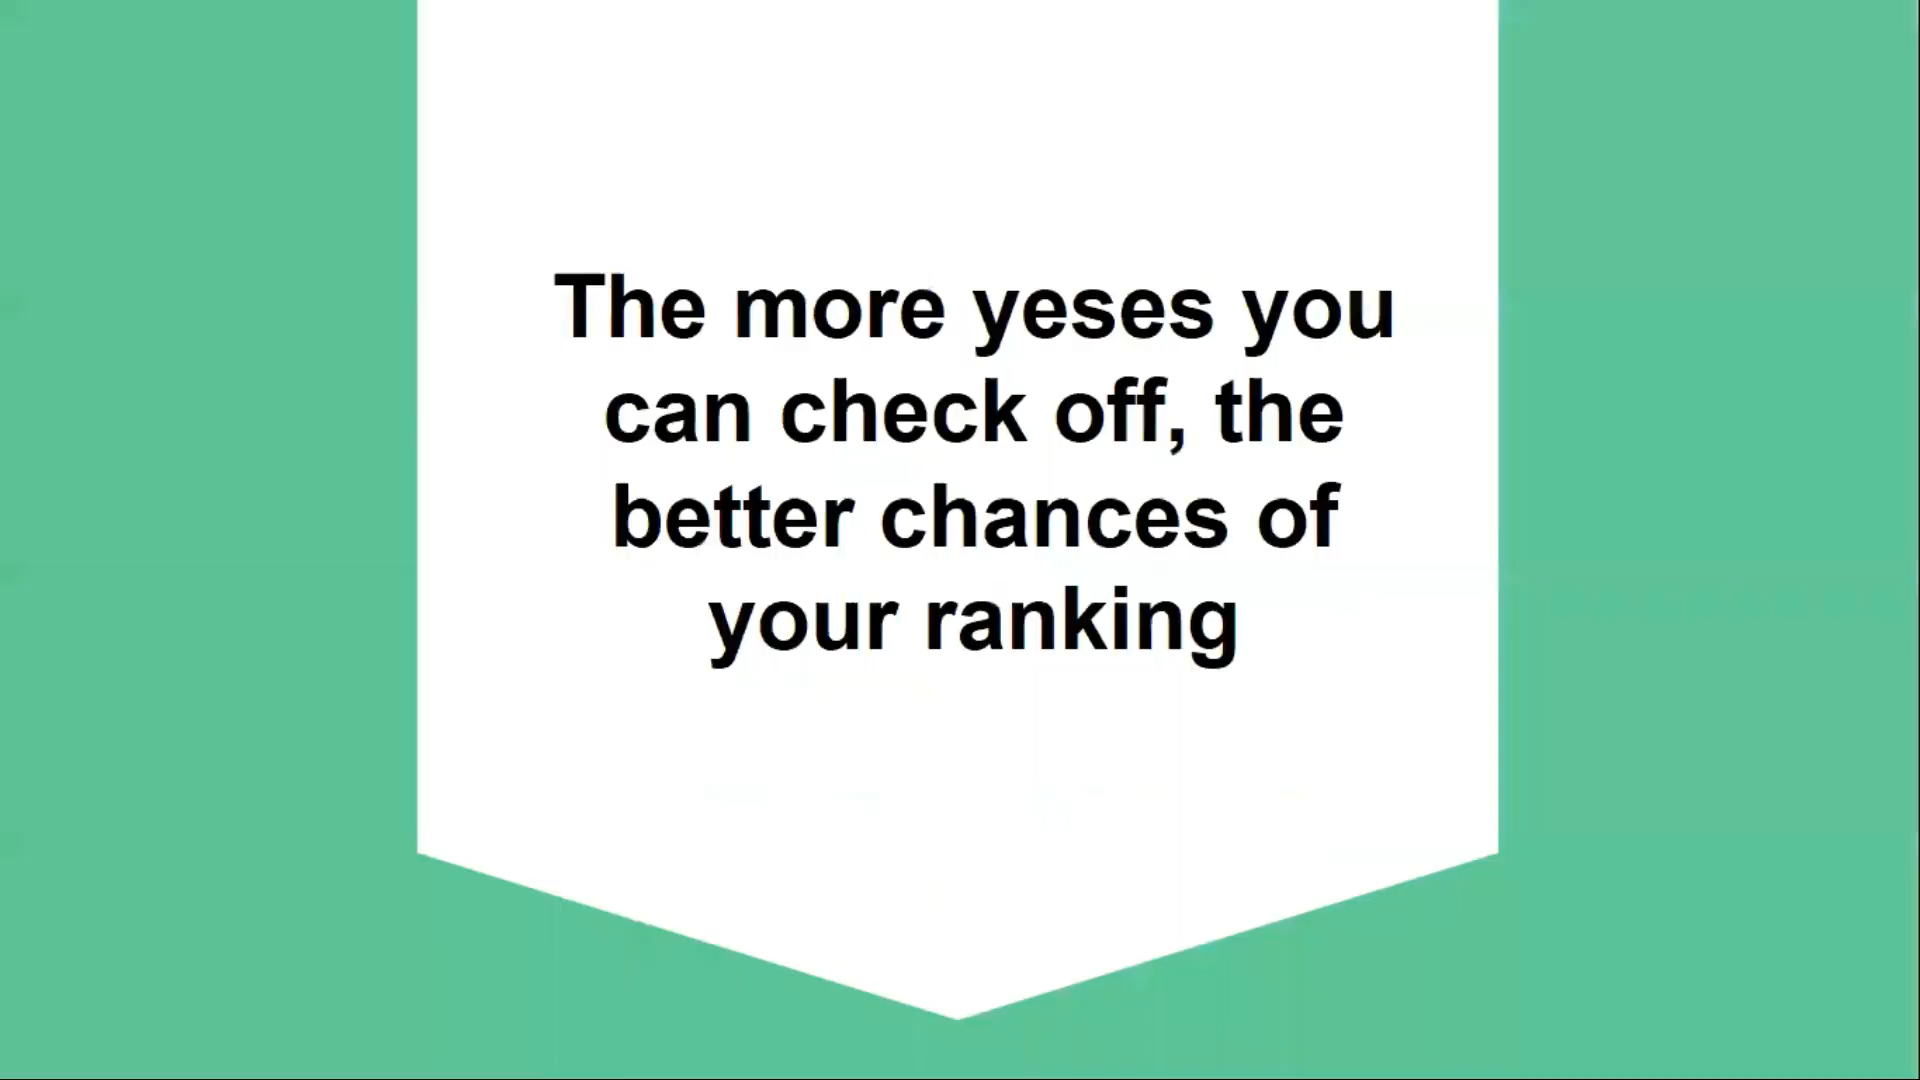 The more yeses you
can check off, the
better chances of
your ranking